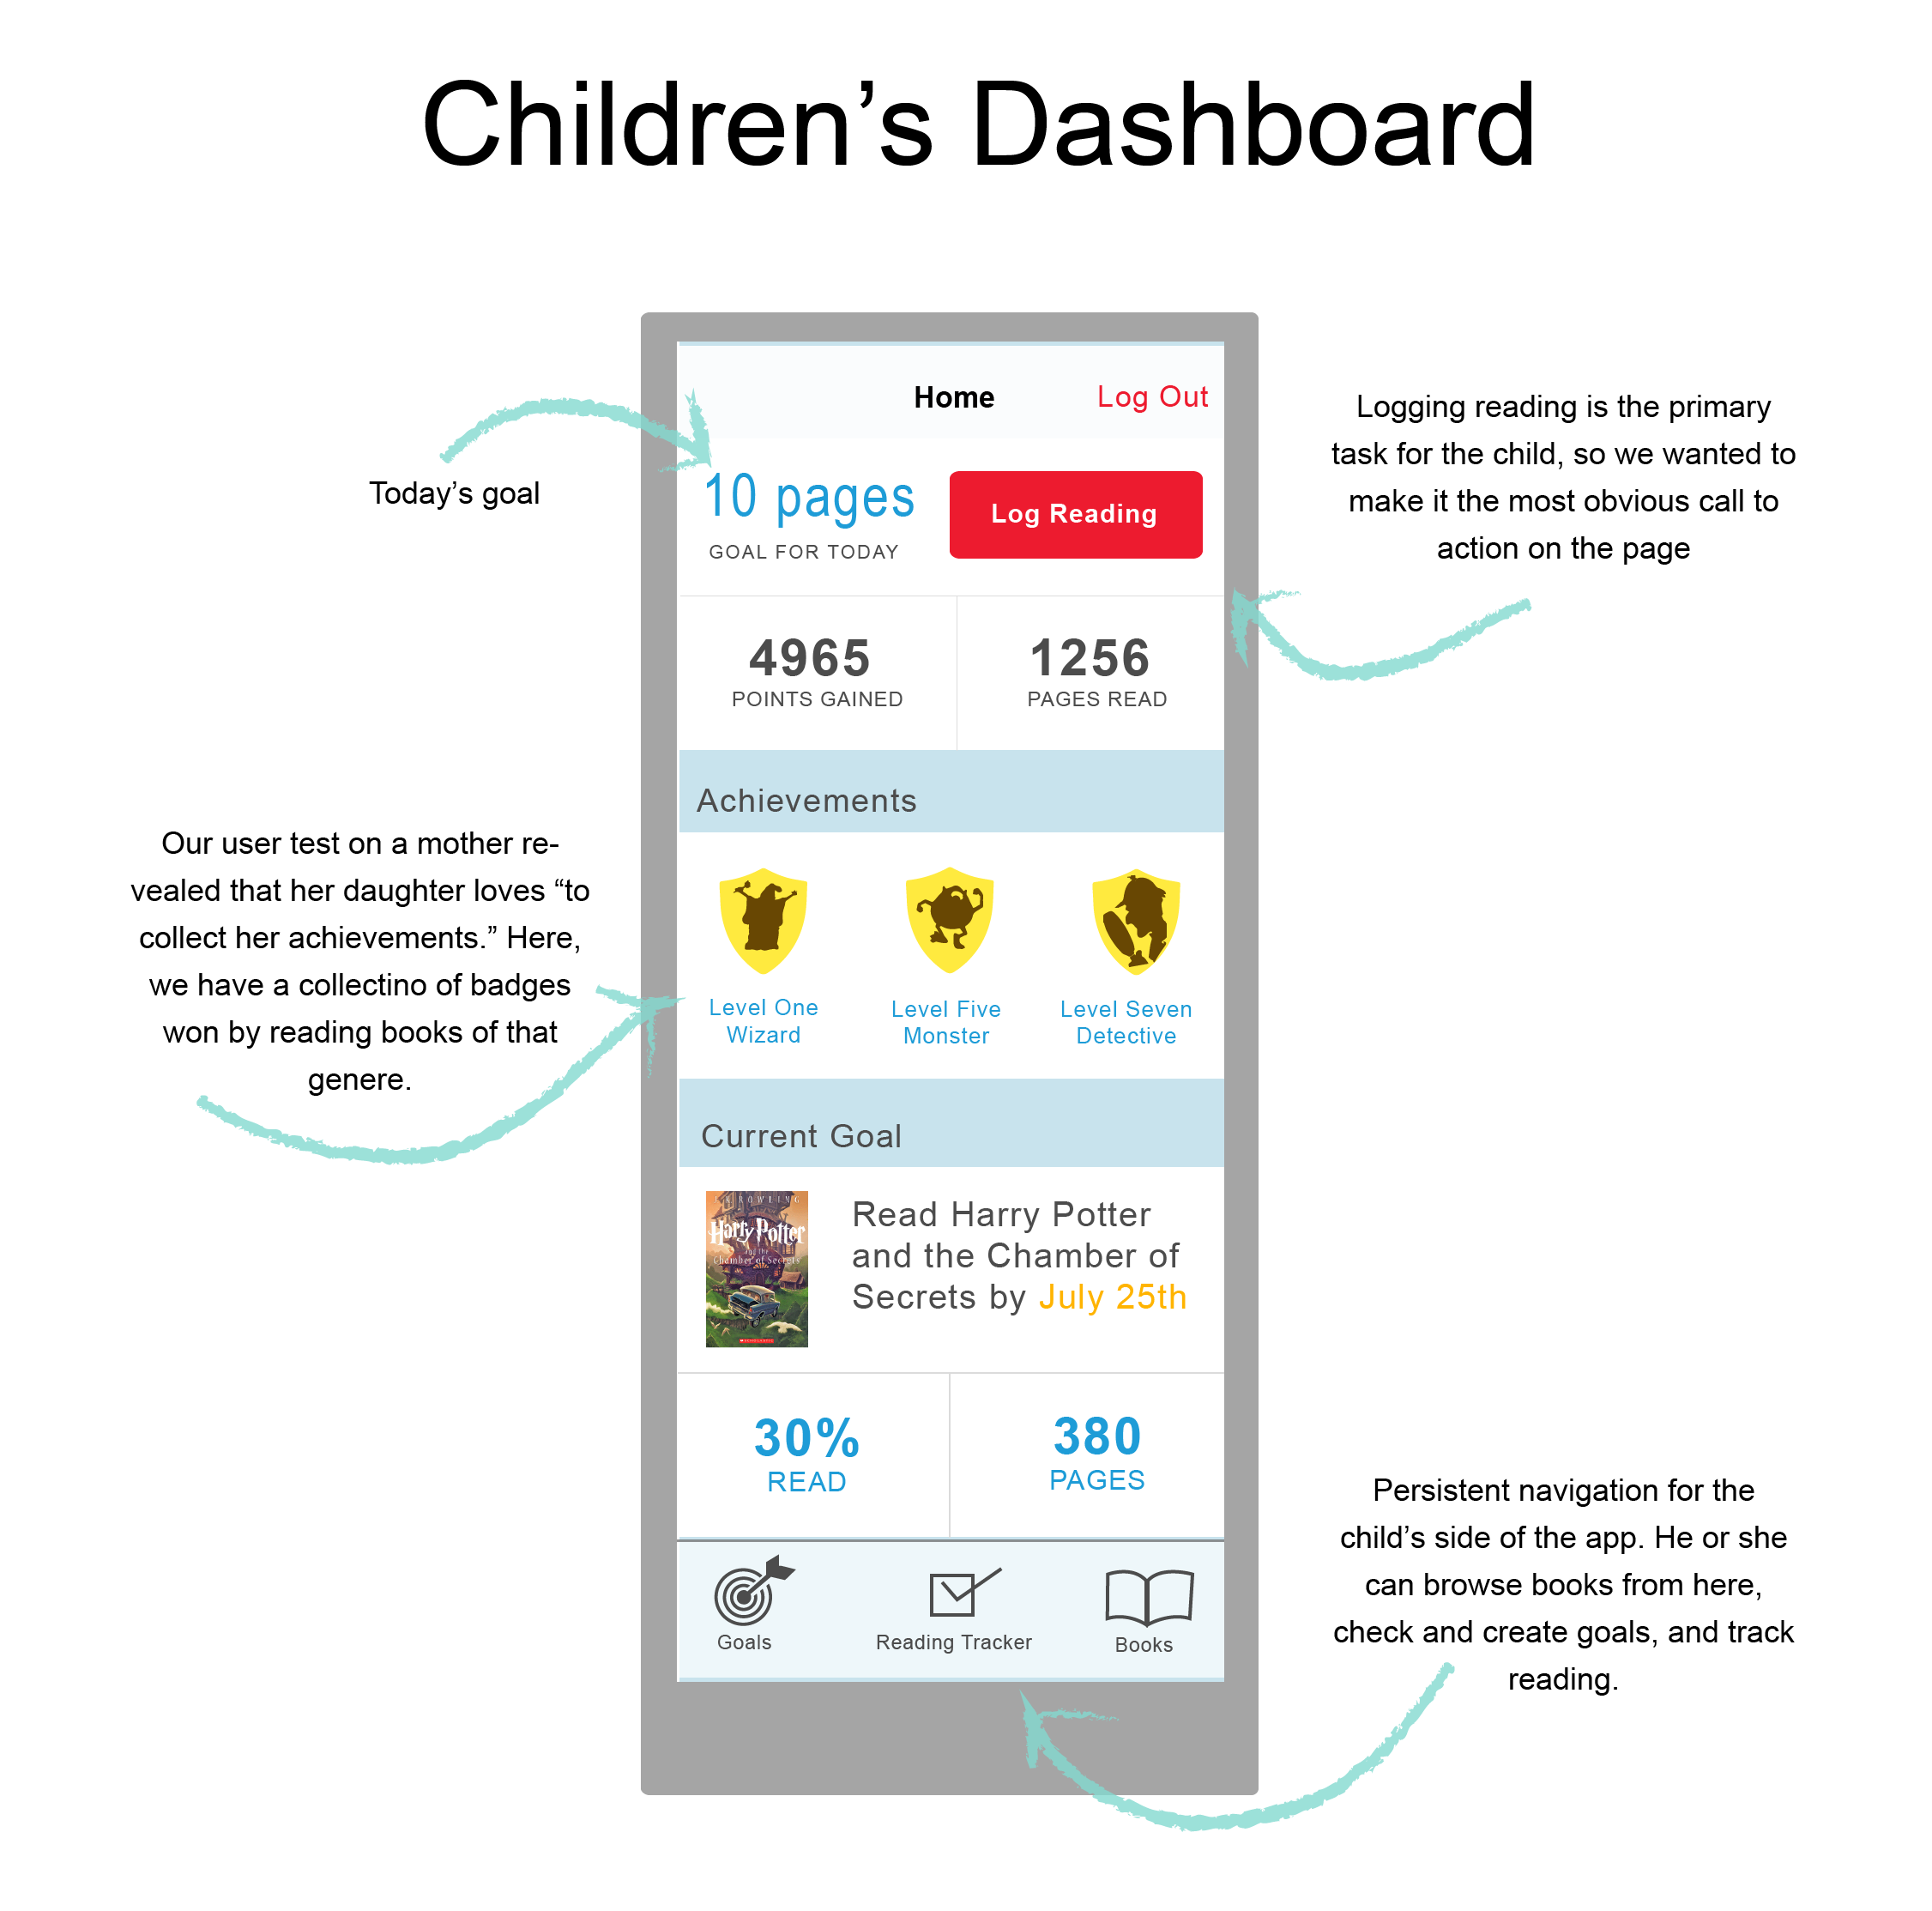 Children’s Dashboard
Home
Log Out
Today’s goal
10 pages
GOAL FOR TODAY
Log Reading
Logging reading is the primary
task for the child, so we wanted to
make it the most obvious call to
action on the page
4965
POINTS GAINED
1256
PAGES READ
Achievements
Our user test on a mother re-
vealed that her daughter loves “to
collect her achievements.” Here,
we have a collectino of badges
won by reading books of that
genere.
Level One
Wizard
Level Five
Monster
Level Seven
Detective
Current Goal
J. K. ROWLING
Harry Potter
and the
Chamber of Secrets
Read Harry Potter
and the Chamber of
Secrets by July 25th
30%
READ
380
PAGES
Persistent navigation for the
child’s side of the app. He or she
can browse books from here,
check and create goals, and track
reading.
Goals
Reading Tracker
Books